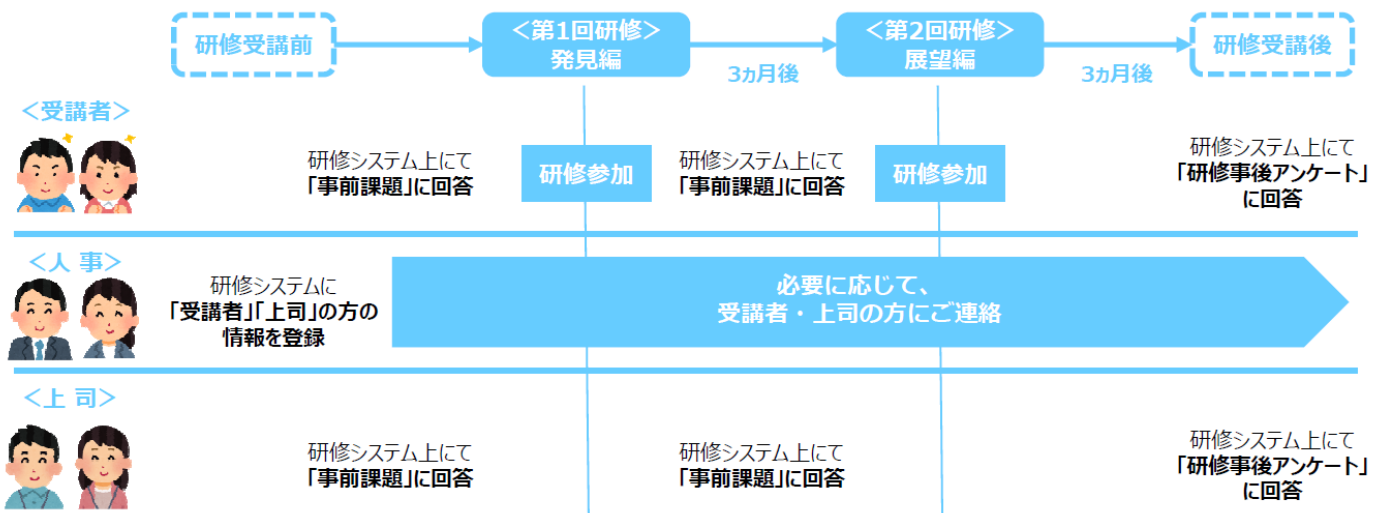 研修受講前
＜第1回研修＞
発見編
3ヵ月後
＜第2回研修＞
展望編
3ヵ月後
研修受講後
＜受講者＞
研修システム上にて
「事前課題」に回答
研修参加
研修システム上にて
「事前課題」に回答
研修参加
研修システム上にて
「研修事後アンケート」
に回答
＜人 事＞
研修システムに
「受講者」「上司」の方の
情報を登録
必要に応じて、
受講者・上司の方にご連絡
＜上 司＞
研修システム上にて
「事前課題」に回答
研修システム上にて
「事前課題」に回答
研修システム上にて
「研修事後アンケート」
に回答